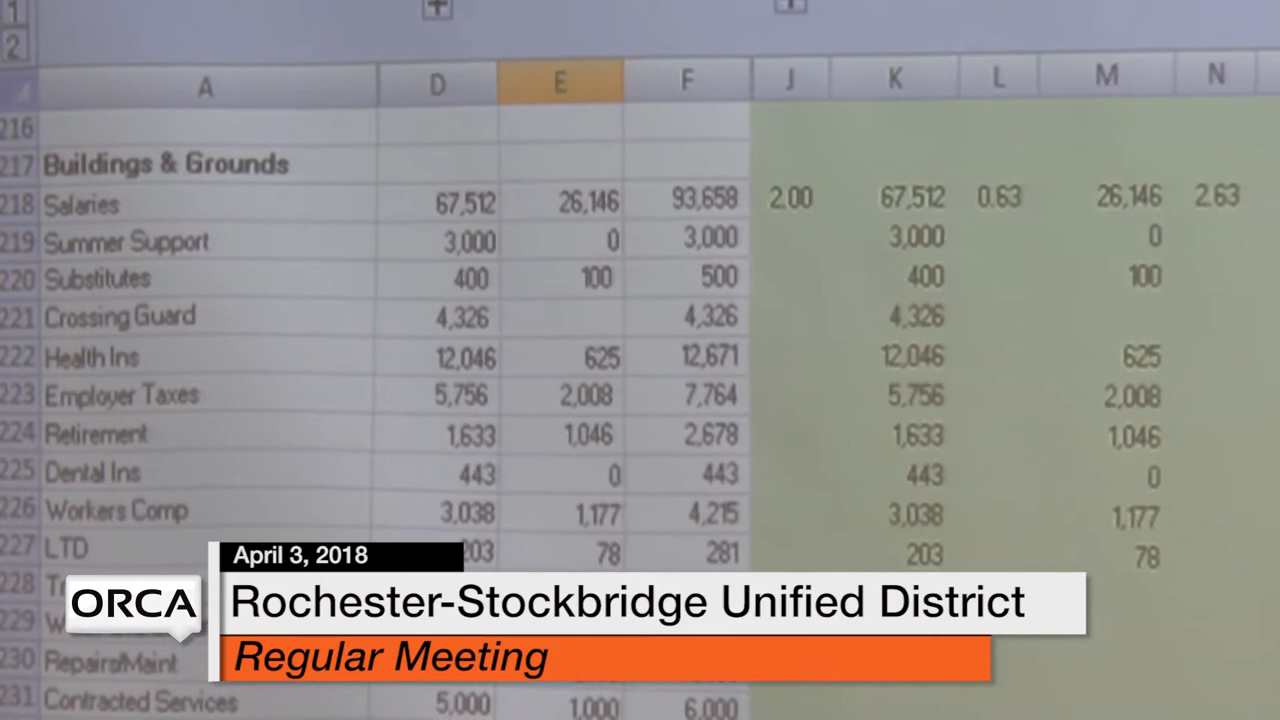 1
2
A D E F J K L M N
216
217 Buildings & Grounds
218 Salaries 67,512 26,146 93,658 2.00 67,512 0.63 26,146 2.63
219 Summer Support 3,000 0 3,000 3,000 0
220 Substitutes 400 100 500 400 100
221 Crossing Guard 4,326 4,326 4,326
222 Health Ins 12,046 625 12,671 12,046 625
223 Employer Taxes 5,756 2,008 7,764 5,756 2,008
224 Retirement 1,633 1,046 2,678 1,633 1,046
225 Dental Ins 443 0 443 443 0
226 Workers Comp 3,038 1,177 4,215 3,038 1,177
227 LTD 203 78 281 203 78
April 3, 2018
228
ORCA Rochester-Stockbridge Unified District
229
230 Repairs/Maint
Regular Meeting
231 Contracted Services 5,000 1,000 6,000